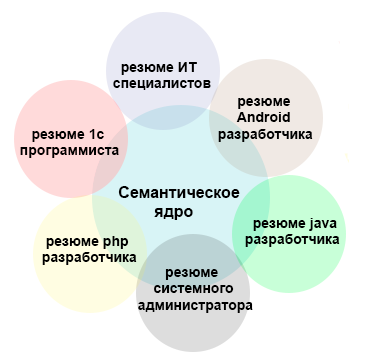 резюме ИТ
специалистов
резюме
Android
разработчика
резюме 1с
программиста
Семантическое
ядро
резюме java
разработчика
резюме php
разработчика
резюме
системного
администратора